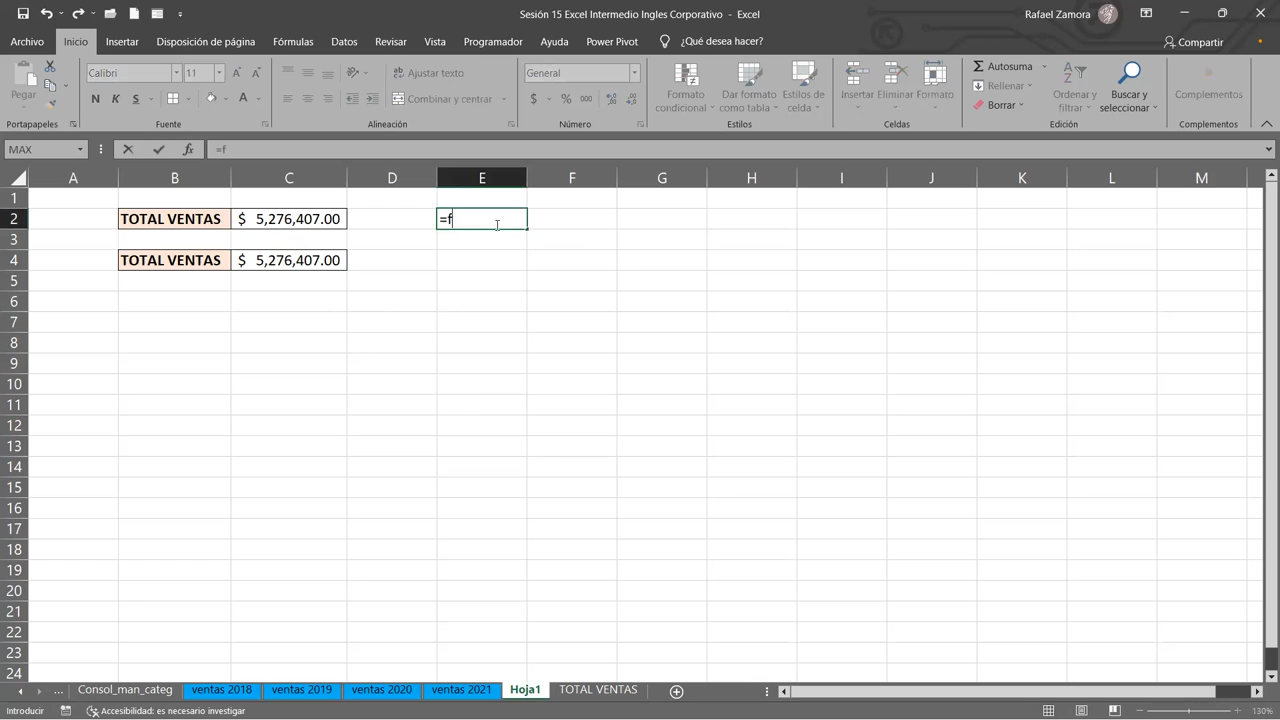 Sesión 15 Excel Intermedio Ingles Corporativo - Excel
Rafael Zamora
Archivo Inicio Insertar Disposición de página Fórmulas Datos Revisar Vista Programador Ayuda Power Pivot ¿Qué desea hacer? Compartir
Pegar
Calibri 11
N K S
A A
A
ab Ajustar texto
Combinar y centrar
General
$ % 000
Formato condicional
Dar formato como tabla
Estilos de celda
Insertar Eliminar Formato
Autosuma
Rellenar
Borrar
Ordenar y filtrar
Buscar y seleccionar
Complementos
Portapapeles Fuente Alineación Número Estilos Celdas Edición Complementos
MAX fx =f
A B C D E F G H I J K L M
1
2 TOTAL VENTAS $ 5,276,407.00 =f
3
4 TOTAL VENTAS $ 5,276,407.00
5
6
7
8
9
10
11
12
13
14
15
16
17
18
19
20
21
22
23
24
... Consol_man_categ ventas 2018 ventas 2019 ventas 2020 ventas 2021 Hoja1 TOTAL VENTAS
Introducir Accesibilidad: es necesario investigar 130%